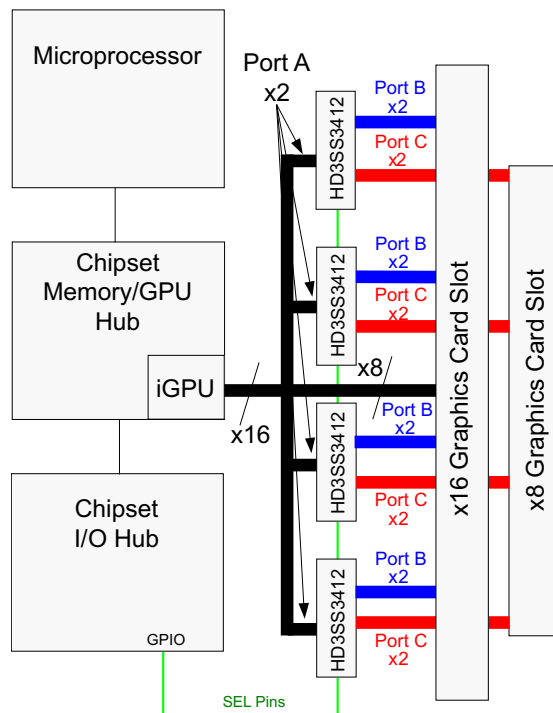 Microprocessor
Port A
x2
HD3SS3412
Port B
x2
Port C
x2
Chipset
Memory/GPU
Hub
iGPU
x16
HD3SS3412
Port B
x2
Port C
x2
x8
x16 Graphics Card Slot
x8 Graphics Card Slot
Chipset
I/O Hub
GPIO
HD3SS3412
Port B
x2
Port C
x2
HD3SS3412
Port B
x2
Port C
x2
SEL Pins